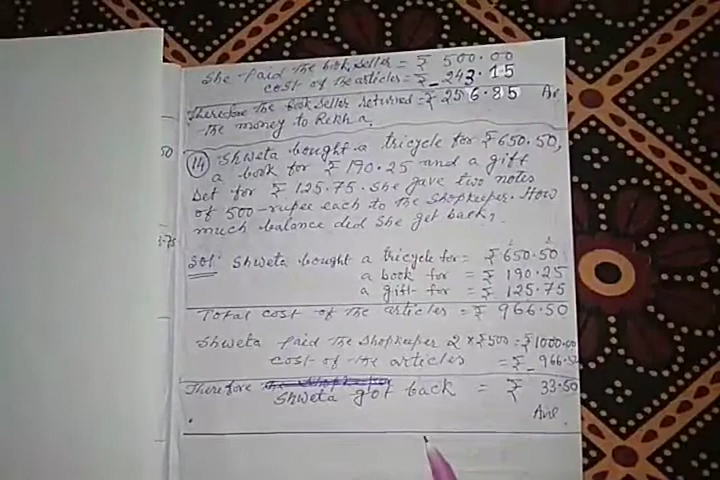 She Paid the book seller = ₹ 500.00
cost of the articles = ₹ 243.15
Therefore the book seller returned = ₹ 256.85 An
the money to Rekha.
50
(14) Shweta bought a tricycle for ₹650.50,
a book for ₹190.25 and a gift
Set for ₹ 125.75. She gave two notes
of 500-rupee each to the shopkeeper. How
much balance did she get back?
3.75
Sol: Shweta bought a tricycle for = ₹650.50
a book for = ₹ 190.25
a gift for = ₹ 125.75
Total cost of the articles = ₹ 966.50
Shweta paid the shopkeeper 2 × ₹500 = ₹1000.00
cost of the articles = ₹ 966.5
Therefore the shopkeeper
Shweta got back = ₹ 33.50
Ans.